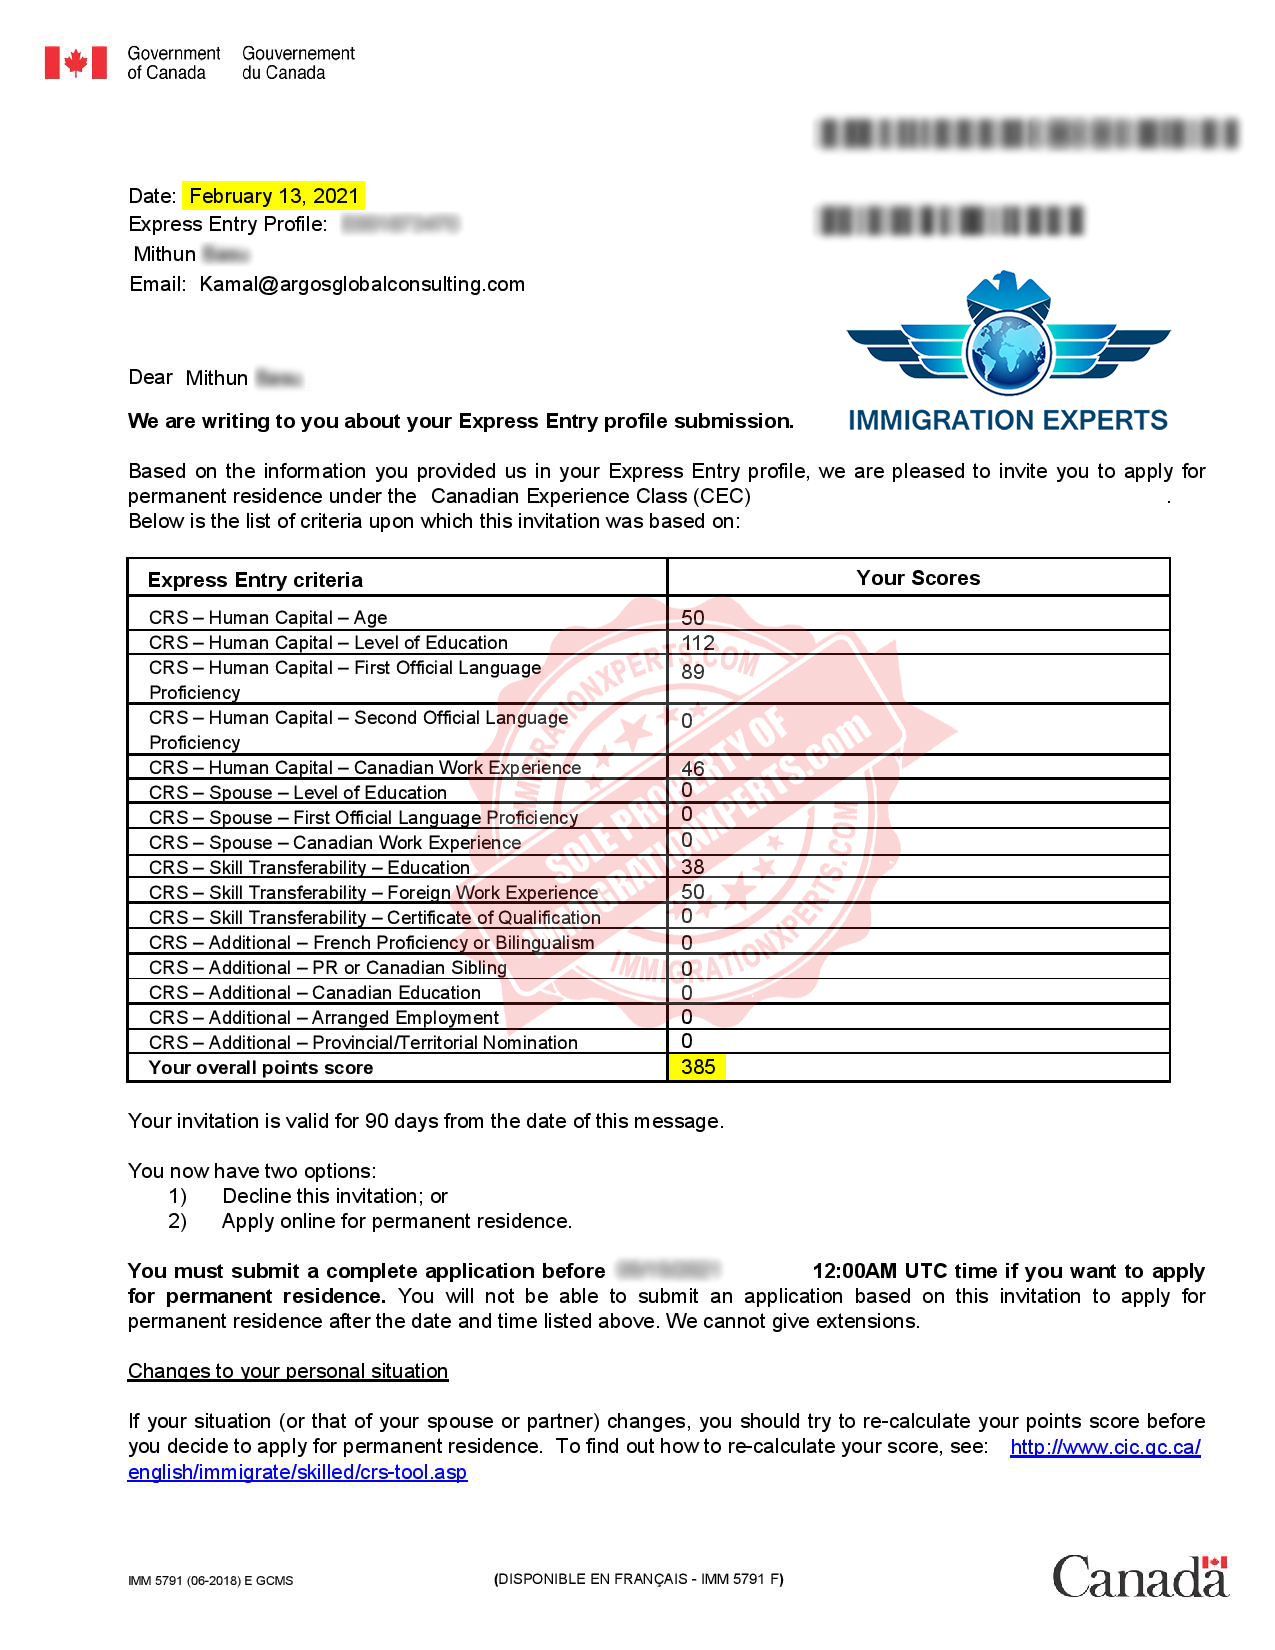 Government Gouvernement
of Canada du Canada
Date: February 13, 2021
Express Entry Profile:
Mithun
Email: Kamal@argosglobalconsulting.com
IMMIGRATION EXPERTS
Dear Mithun
We are writing to you about your Express Entry profile submission.
Based on the information you provided us in your Express Entry profile, we are pleased to invite you to apply for
permanent residence under the Canadian Experience Class (CEC) .
Below is the list of criteria upon which this invitation was based on:
Express Entry criteria Your Scores
CRS – Human Capital – Age 50
CRS – Human Capital – Level of Education 112
CRS – Human Capital – First Official Language
Proficiency 89
CRS – Human Capital – Second Official Language
Proficiency 0
CRS – Human Capital – Canadian Work Experience 46
CRS – Spouse – Level of Education 0
CRS – Spouse – First Official Language Proficiency 0
CRS – Spouse – Canadian Work Experience 0
CRS – Skill Transferability – Education 38
CRS – Skill Transferability – Foreign Work Experience 50
CRS – Skill Transferability – Certificate of Qualification 0
CRS – Additional – French Proficiency or Bilingualism 0
CRS – Additional – PR or Canadian Sibling 0
CRS – Additional – Canadian Education 0
CRS – Additional – Arranged Employment 0
CRS – Additional – Provincial/Territorial Nomination 0
Your overall points score 385
IMMIGRATIONXPERTS.COM
SOLE PROPERTY OF
IMMIGRATIONXPERTS.com
IMMIGRATIONXPERTS.COM
Your invitation is valid for 90 days from the date of this message.
You now have two options:
1) Decline this invitation; or
2) Apply online for permanent residence.
You must submit a complete application before 12:00AM UTC time if you want to apply
for permanent residence. You will not be able to submit an application based on this invitation to apply for
permanent residence after the date and time listed above. We cannot give extensions.
Changes to your personal situation
If your situation (or that of your spouse or partner) changes, you should try to re-calculate your points score before
you decide to apply for permanent residence. To find out how to re-calculate your score, see: http://www.cic.gc.ca/
english/immigrate/skilled/crs-tool.asp
IMM 5791 (06-2018) E GCMS (DISPONIBLE EN FRANÇAIS - IMM 5791 F) Canada